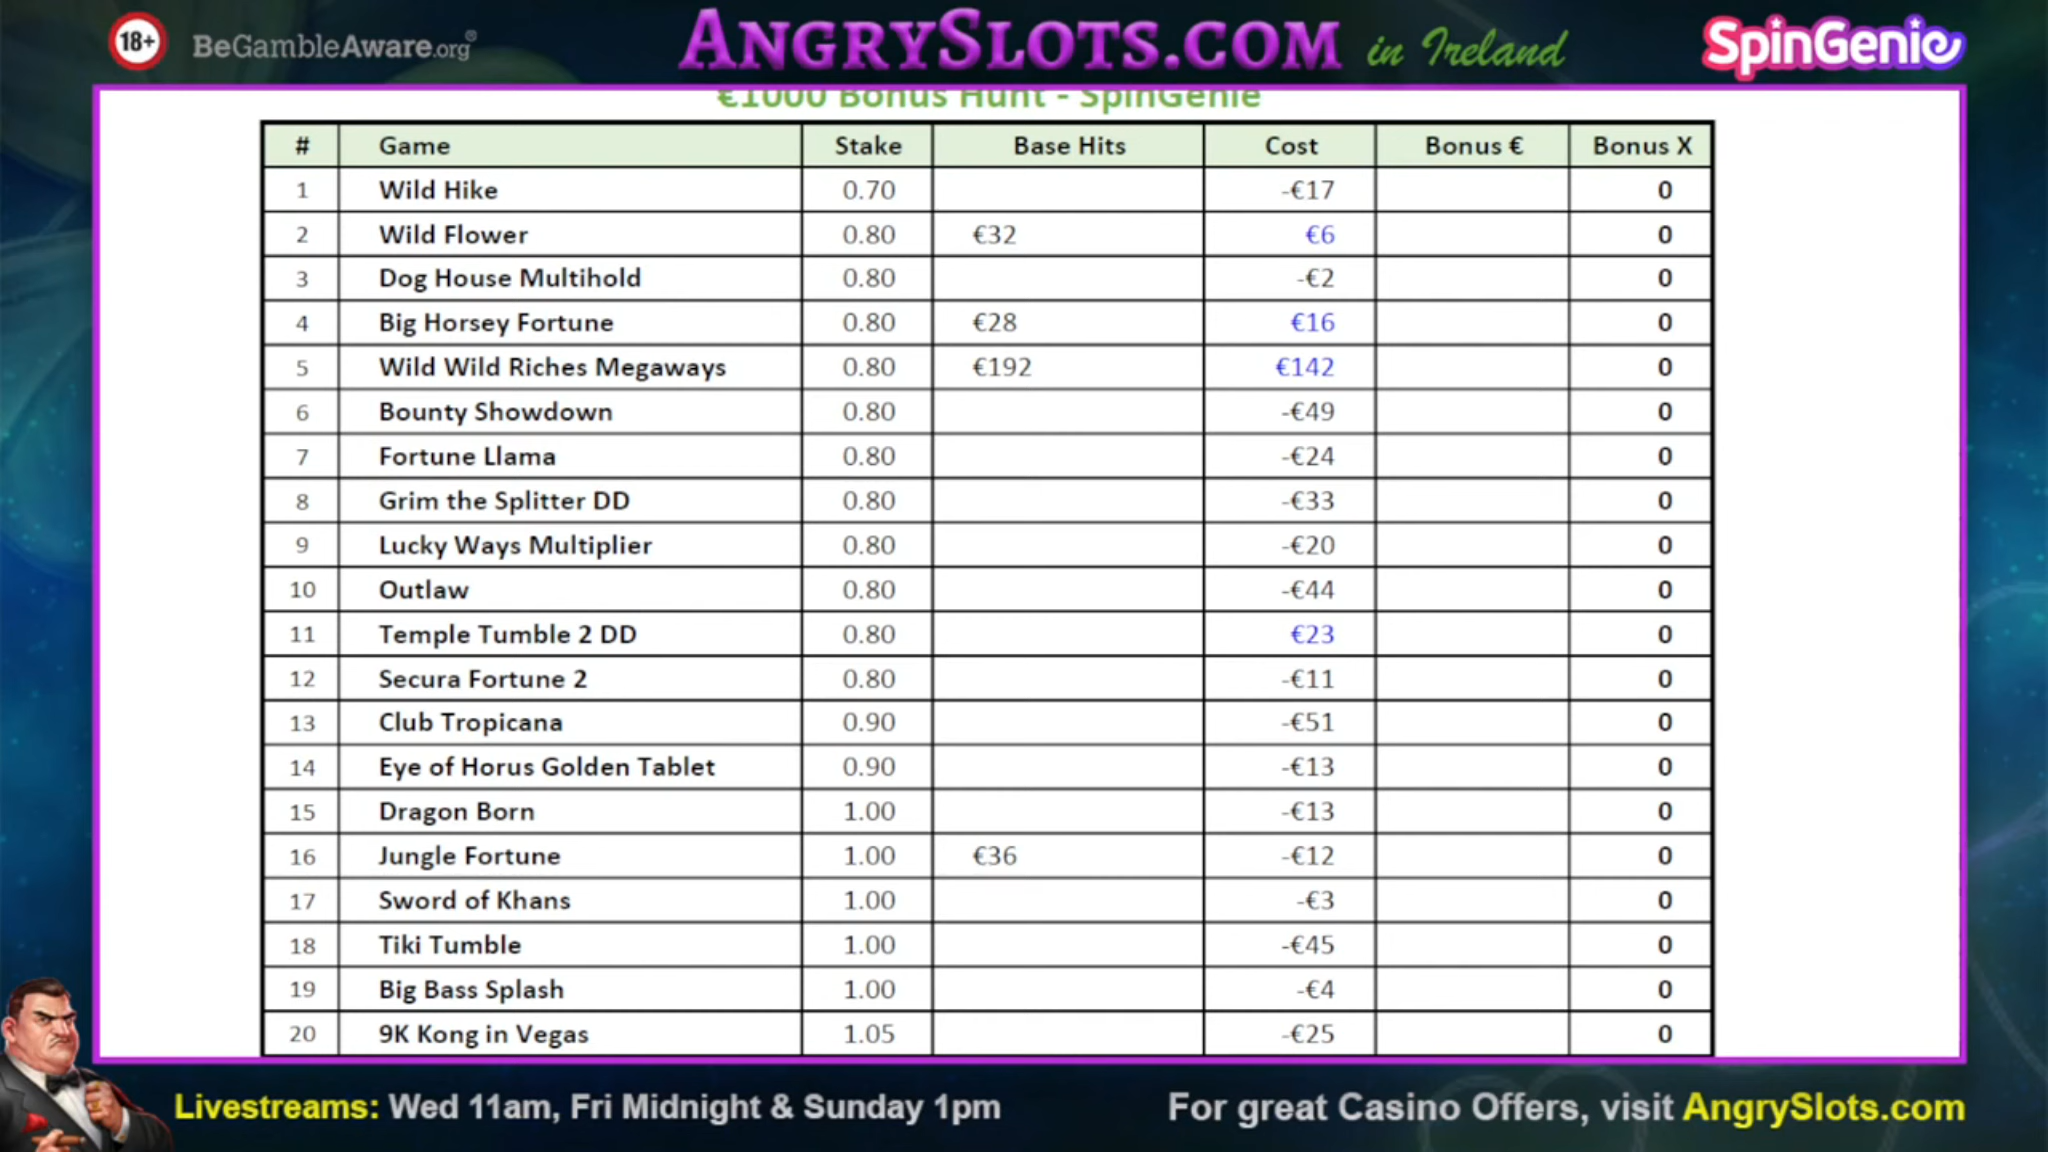 18+ BeGambleAware.org® ANGRYSLOTS.COM in Ireland SpinGenie
€1000 Bonus Hunt - SpinGenie
# Game Stake Base Hits Cost Bonus € Bonus X
1 Wild Hike 0.70 -€17 0
2 Wild Flower 0.80 €32 €6 0
3 Dog House Multihold 0.80 -€2 0
4 Big Horsey Fortune 0.80 €28 €16 0
5 Wild Wild Riches Megaways 0.80 €192 €142 0
6 Bounty Showdown 0.80 -€49 0
7 Fortune Llama 0.80 -€24 0
8 Grim the Splitter DD 0.80 -€33 0
9 Lucky Ways Multiplier 0.80 -€20 0
10 Outlaw 0.80 -€44 0
11 Temple Tumble 2 DD 0.80 €23 0
12 Secura Fortune 2 0.80 -€11 0
13 Club Tropicana 0.90 -€51 0
14 Eye of Horus Golden Tablet 0.90 -€13 0
15 Dragon Born 1.00 -€13 0
16 Jungle Fortune 1.00 €36 -€12 0
17 Sword of Khans 1.00 -€3 0
18 Tiki Tumble 1.00 -€45 0
19 Big Bass Splash 1.00 -€4 0
20 9K Kong in Vegas 1.05 -€25 0
Livestreams: Wed 11am, Fri Midnight & Sunday 1pm For great Casino Offers, visit AngrySlots.com